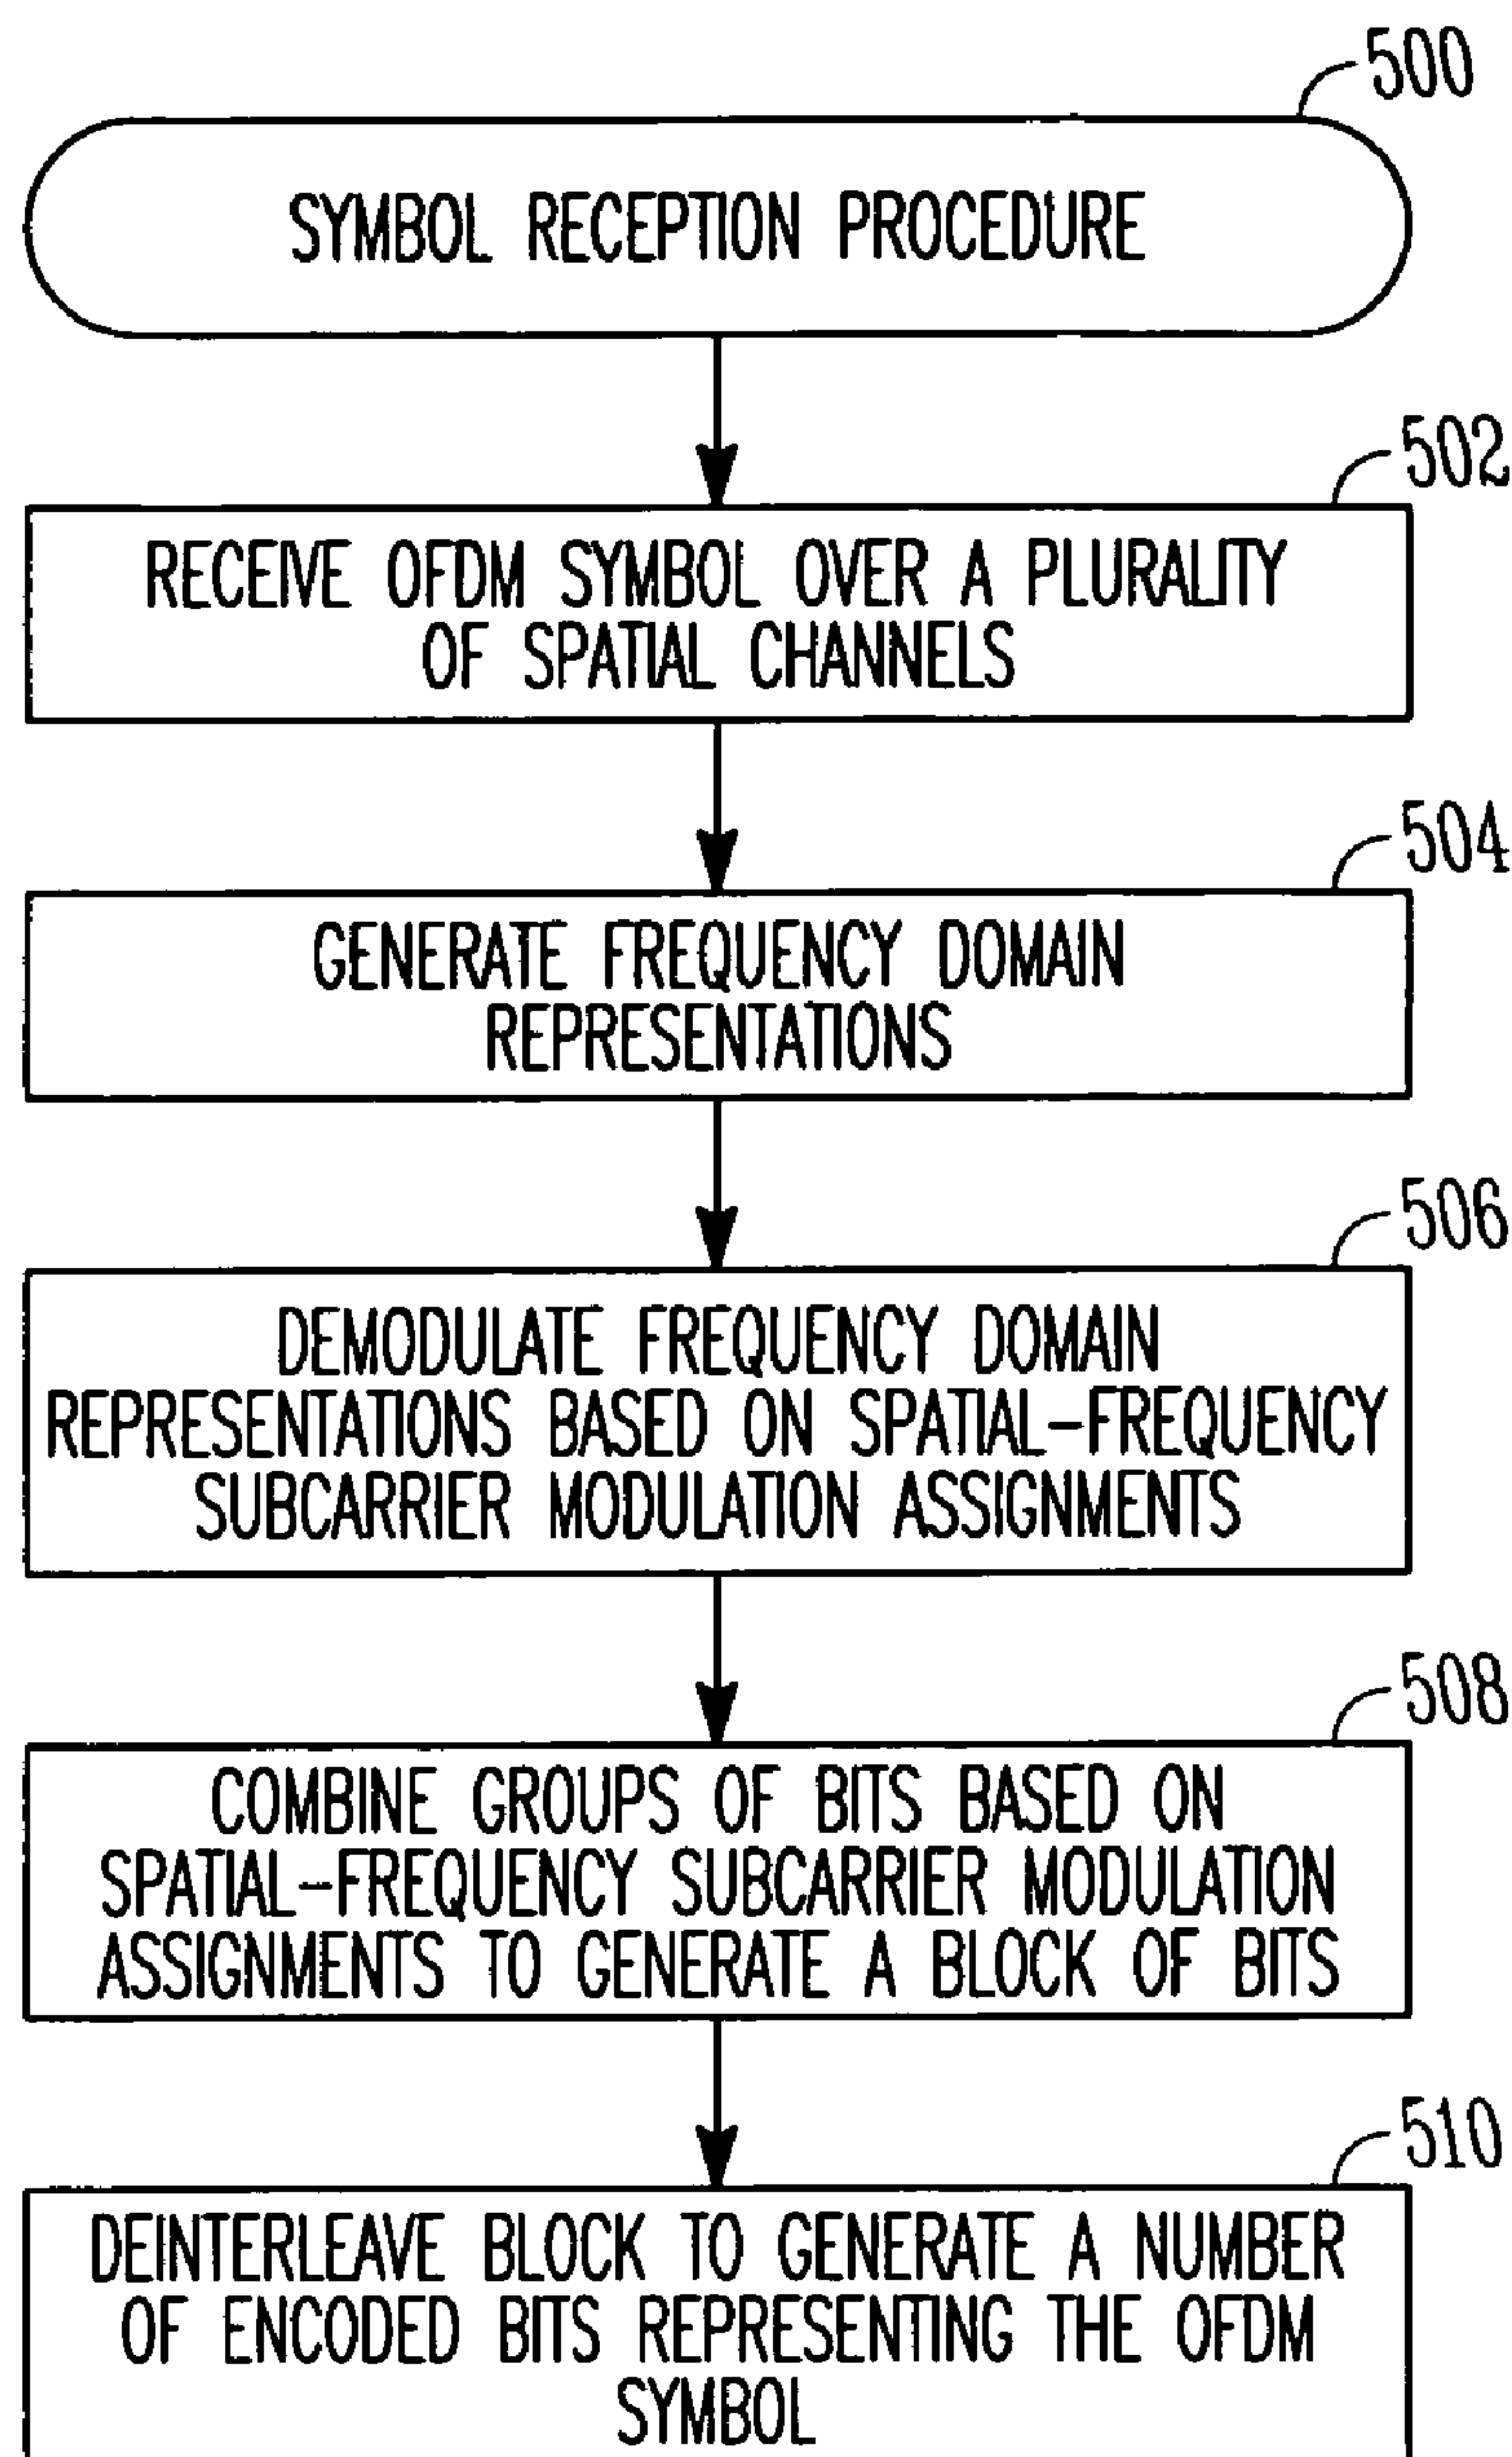 500
SYMBOL RECEPTION PROCEDURE
502
RECEIVE OFDM SYMBOL OVER A PLURALITY
OF SPATIAL CHANNELS
504
GENERATE FREQUENCY DOMAIN
REPRESENTATIONS
506
DEMODULATE FREQUENCY DOMAIN
REPRESENTATIONS BASED ON SPATIAL-FREQUENCY
SUBCARRIER MODULATION ASSIGNMENTS
508
COMBINE GROUPS OF BITS BASED ON
SPATIAL-FREQUENCY SUBCARRIER MODULATION
ASSIGNMENTS TO GENERATE A BLOCK OF BITS
510
DEINTERLEAVE BLOCK TO GENERATE A NUMBER
OF ENCODED BITS REPRESENTING THE OFDM
SYMBOL